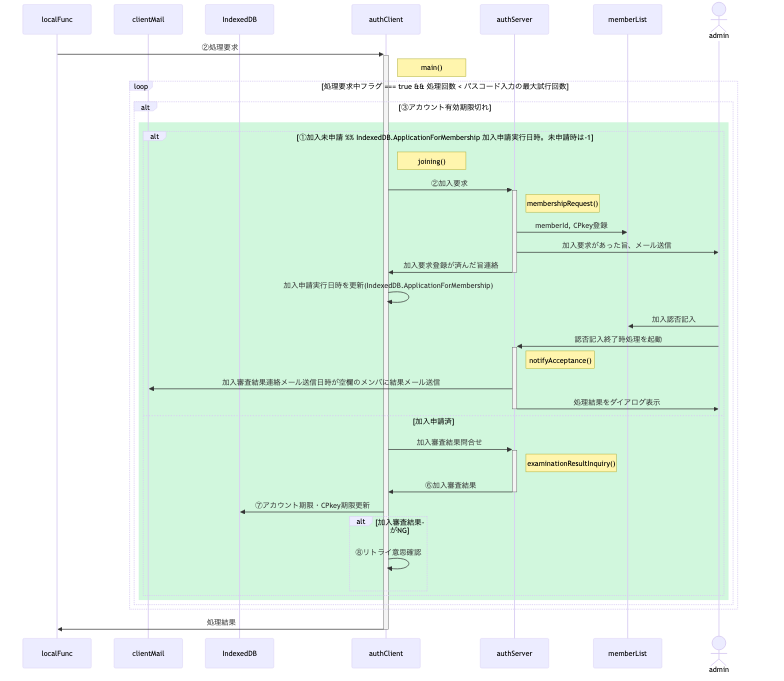 localFunc
clientMail
IndexedDB
authClient
authServer
memberList
admin
②処理要求
main()
loop
[処理要求中フラグ === true && 処理回数 < パスコード入力の最大試行回数]
alt
[③アカウント有効期限切れ]
alt
[①加入未申請 %% IndexedDB.ApplicationForMembership 加入申請実行日時。未申請時は-1]
joining()
②加入要求
membershipRequest()
memberId, CPkey登録
加入要求があった旨、メール送信
加入要求登録が済んだ旨連絡
加入申請実行日時を更新(IndexedDB.ApplicationForMembership)
加入認否記入
認否記入終了時処理を起動
notifyAcceptance()
加入審査結果連絡メール送信日時が空欄のメンバに結果メール送信
処理結果をダイアログ表示
[加入申請済]
加入審査結果問合せ
examinationResultInquiry()
⑥加入審査結果
⑦アカウント期限・CPkey期限更新
alt
[加入審査結果-
がNG]
⑧リトライ意思確認
処理結果
localFunc
clientMail
IndexedDB
authClient
authServer
memberList
admin